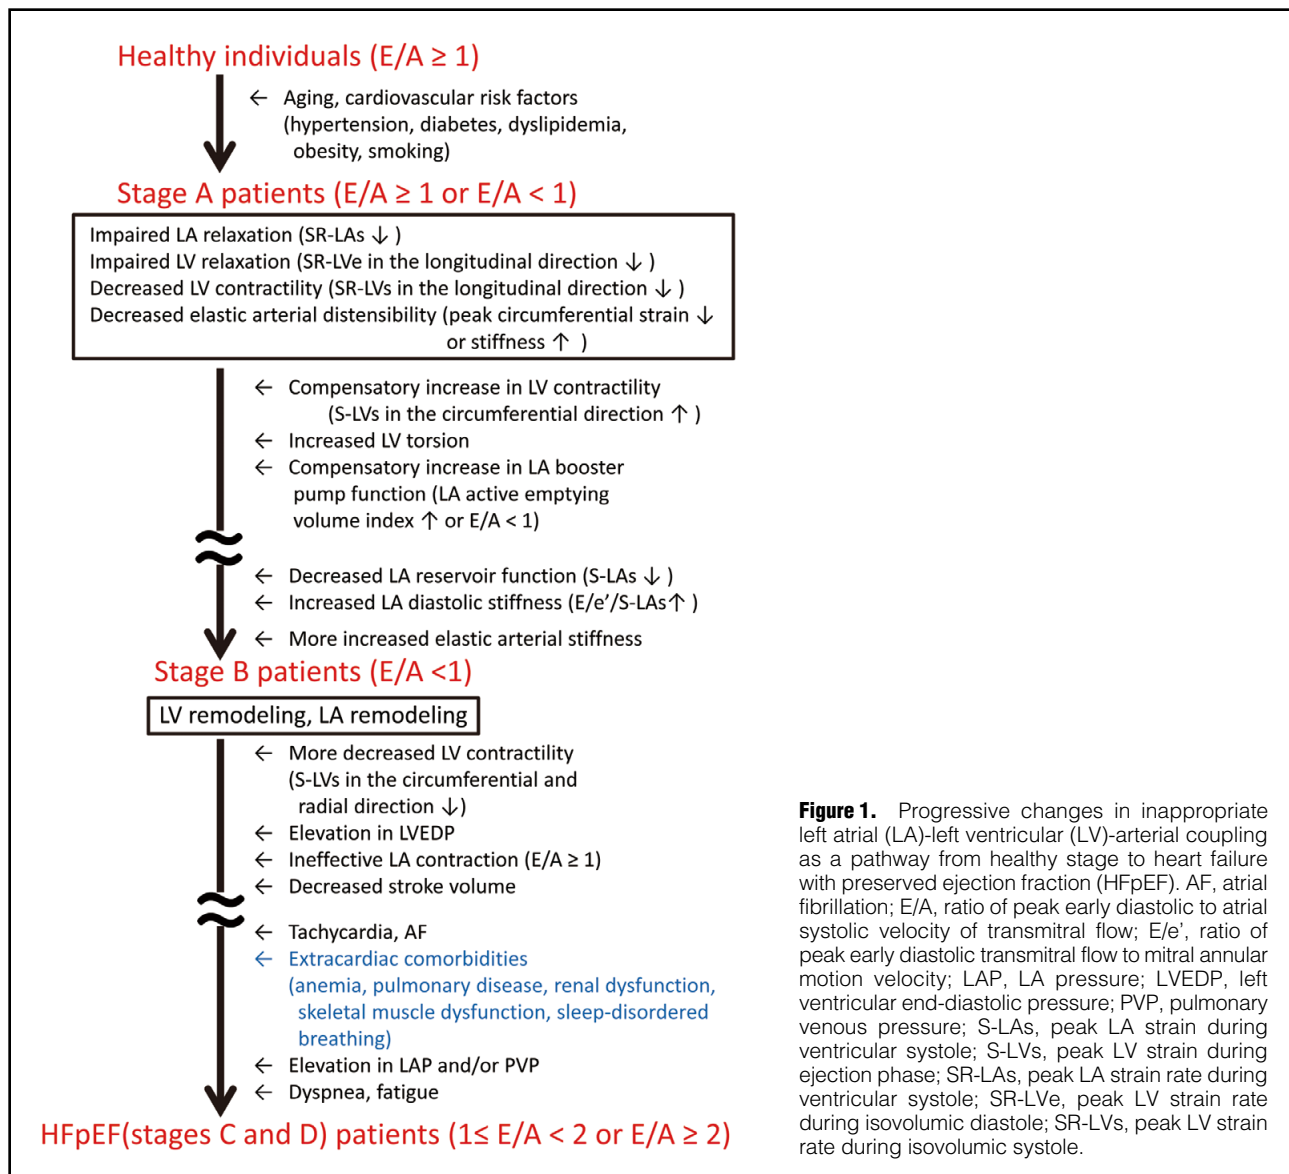 Healthy individuals (E/A ≥ 1)
← Aging, cardiovascular risk factors
(hypertension, diabetes, dyslipidemia,
obesity, smoking)
Stage A patients (E/A ≥ 1 or E/A < 1)
Impaired LA relaxation (SR-LAs ↓ )
Impaired LV relaxation (SR-LVe in the longitudinal direction ↓ )
Decreased LV contractility (SR-LVs in the longitudinal direction ↓ )
Decreased elastic arterial distensibility (peak circumferential strain ↓
or stiffness ↑ )
← Compensatory increase in LV contractility
(S-LVs in the circumferential direction ↑ )
← Increased LV torsion
← Compensatory increase in LA booster
pump function (LA active emptying
volume index ↑ or E/A < 1)
← Decreased LA reservoir function (S-LAs ↓ )
← Increased LA diastolic stiffness (E/e’/S-LAs↑ )
← More increased elastic arterial stiffness
Stage B patients (E/A <1)
LV remodeling, LA remodeling
← More decreased LV contractility
(S-LVs in the circumferential and
radial direction ↓)
← Elevation in LVEDP
← Ineffective LA contraction (E/A ≥ 1)
← Decreased stroke volume
← Tachycardia, AF
← Extracardiac comorbidities
(anemia, pulmonary disease, renal dysfunction,
skeletal muscle dysfunction, sleep-disordered
breathing)
← Elevation in LAP and/or PVP
← Dyspnea, fatigue
HFpEF(stages C and D) patients (1≤ E/A < 2 or E/A ≥ 2)
Figure 1. Progressive changes in inappropriate
left atrial (LA)-left ventricular (LV)-arterial coupling
as a pathway from healthy stage to heart failure
with preserved ejection fraction (HFpEF). AF, atrial
fibrillation; E/A, ratio of peak early diastolic to atrial
systolic velocity of transmitral flow; E/e’, ratio of
peak early diastolic transmitral flow to mitral annular
motion velocity; LAP, LA pressure; LVEDP, left
ventricular end-diastolic pressure; PVP, pulmonary
venous pressure; S-LAs, peak LA strain during
ventricular systole; S-LVs, peak LV strain during
ejection phase; SR-LAs, peak LA strain rate during
ventricular systole; SR-LVe, peak LV strain rate
during isovolumic diastole; SR-LVs, peak LV strain
rate during isovolumic systole.